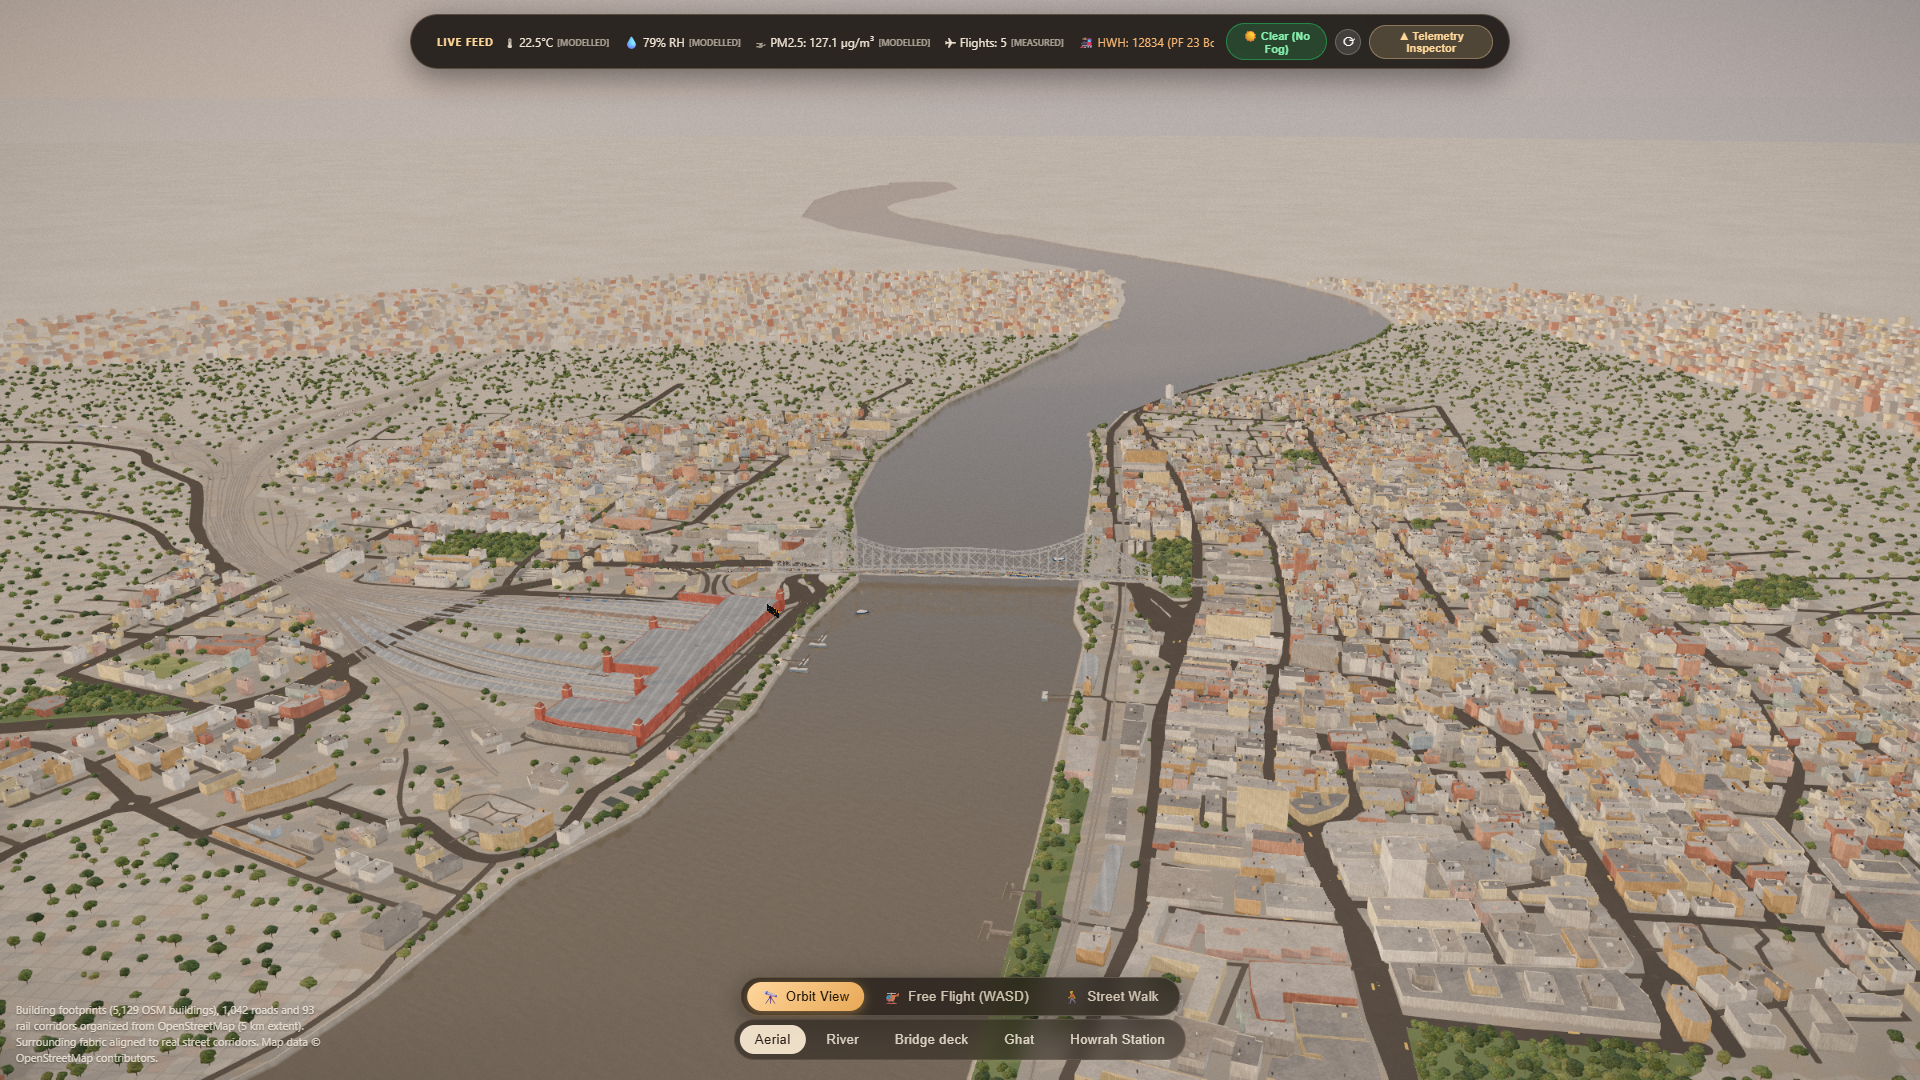 LIVE FEED 22.5°C [MODELLED] 79% RH [MODELLED] PM2.5: 127.1 µg/m³ [MODELLED] Flights: 5 [MEASURED] HWH: 12834 (PF 23 Bo
Clear (No
Fog)
Telemetry
Inspector
Orbit View Free Flight (WASD) Street Walk
Aerial River Bridge deck Ghat Howrah Station
Building footprints (5,129 OSM buildings), 1,042 roads and 93
rail corridors organized from OpenStreetMap (5 km extent).
Surrounding fabric aligned to real street corridors. Map data ©
OpenStreetMap contributors.